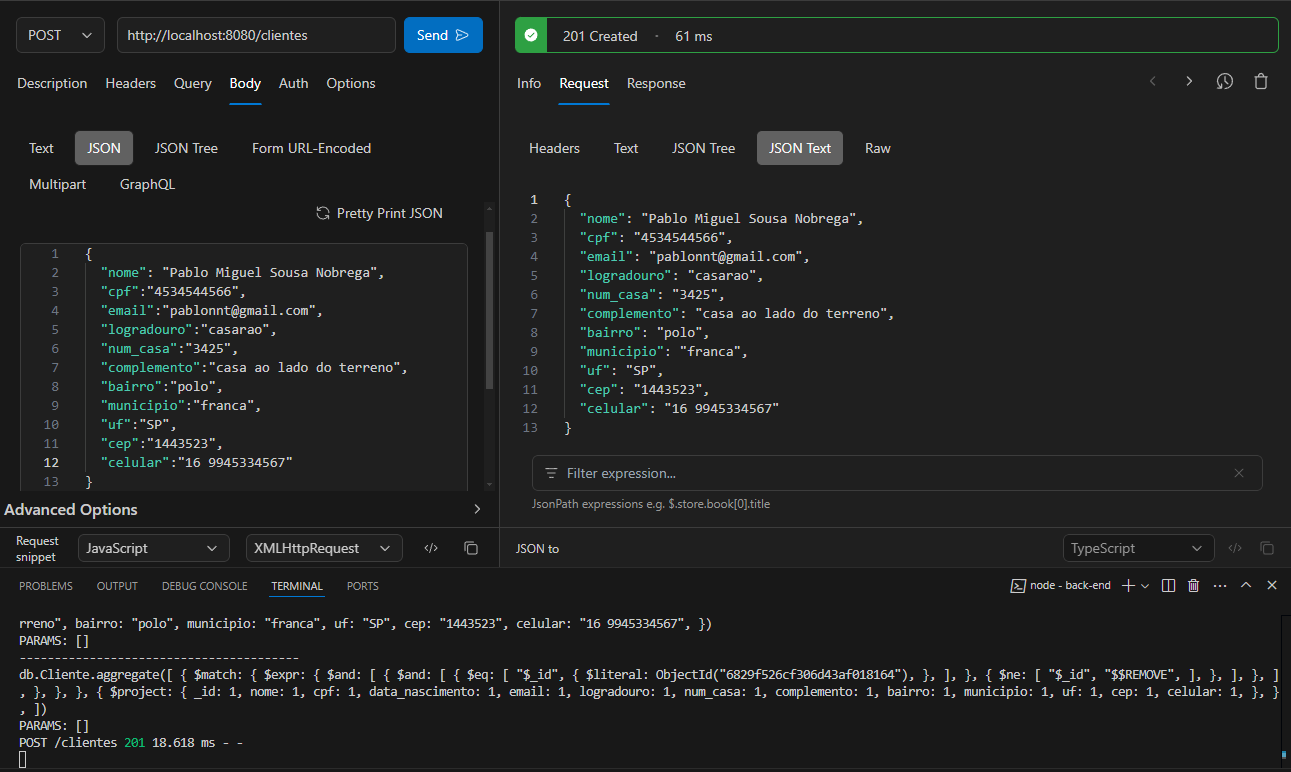 POST
http://localhost:8080/clientes
Send
Description Headers Query Body Auth Options
Text JSON JSON Tree Form URL-Encoded
Multipart GraphQL
Pretty Print JSON
1 {
2 "nome": "Pablo Miguel Sousa Nobrega",
3 "cpf":"4534544566",
4 "email":"pablonnt@gmail.com",
5 "logradouro":"casarao",
6 "num_casa":"3425",
7 "complemento":"casa ao lado do terreno",
8 "bairro":"polo",
9 "municipio":"franca",
10 "uf":"SP",
11 "cep":"1443523",
12 "celular":"16 9945334567"
13 }
Advanced Options
Request snippet JavaScript XMLHttpRequest </>
201 Created · 61 ms
Info Request Response
Headers Text JSON Tree JSON Text Raw
1 {
2 "nome": "Pablo Miguel Sousa Nobrega",
3 "cpf": "4534544566",
4 "email": "pablonnt@gmail.com",
5 "logradouro": "casarao",
6 "num_casa": "3425",
7 "complemento": "casa ao lado do terreno",
8 "bairro": "polo",
9 "municipio": "franca",
10 "uf": "SP",
11 "cep": "1443523",
12 "celular": "16 9945334567"
13 }
Filter expression...
JsonPath expressions e.g. $.store.book[0].title
JSON to TypeScript </>
PROBLEMS OUTPUT DEBUG CONSOLE TERMINAL PORTS node - back-end
rreno", bairro: "polo", municipio: "franca", uf: "SP", cep: "1443523", celular: "16 9945334567", })
PARAMS: []
----------------------------------------
db.Cliente.aggregate([ { $match: { $expr: { $and: [ { $and: [ { $eq: [ "$_id", { $literal: ObjectId("6829f526cf306d43af018164"), }, ], }, { $ne: [ "$_id", "$$REMOVE", ], }, ], }, ]
, }, }, }, { $project: { _id: 1, nome: 1, cpf: 1, data_nascimento: 1, email: 1, logradouro: 1, num_casa: 1, complemento: 1, bairro: 1, municipio: 1, uf: 1, cep: 1, celular: 1, }, }
, ])
PARAMS: []
POST /clientes 201 18.618 ms - -